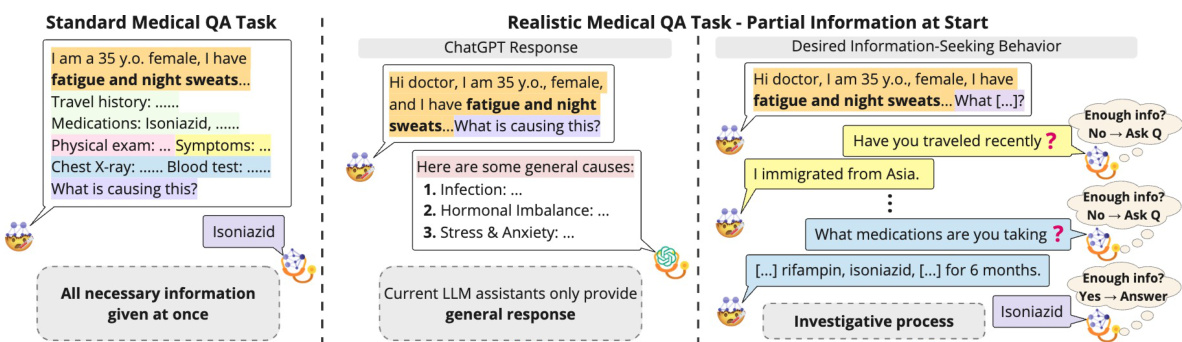 Standard Medical QA Task
I am a 35 y.o. female, I have
fatigue and night sweats...
Travel history: ......
Medications: Isoniazid, ......
Physical exam: ... Symptoms: ...
Chest X-ray: ...... Blood test: ......
What is causing this?
Isoniazid
All necessary information
given at once
Realistic Medical QA Task - Partial Information at Start
ChatGPT Response
Hi doctor, I am 35 y.o., female,
and I have fatigue and night
sweats...What is causing this?
Here are some general causes:
1. Infection: ...
2. Hormonal Imbalance: ...
3. Stress & Anxiety: ...
Current LLM assistants only provide
general response
Desired Information-Seeking Behavior
Hi doctor, I am 35 y.o., female, I have
fatigue and night sweats... What [...]?
Enough info?
No → Ask Q
Have you traveled recently ?
I immigrated from Asia.
⋮
Enough info?
No → Ask Q
What medications are you taking ?
[...] rifampin, isoniazid, [...] for 6 months.
Enough info?
Yes → Answer
Isoniazid
Investigative process